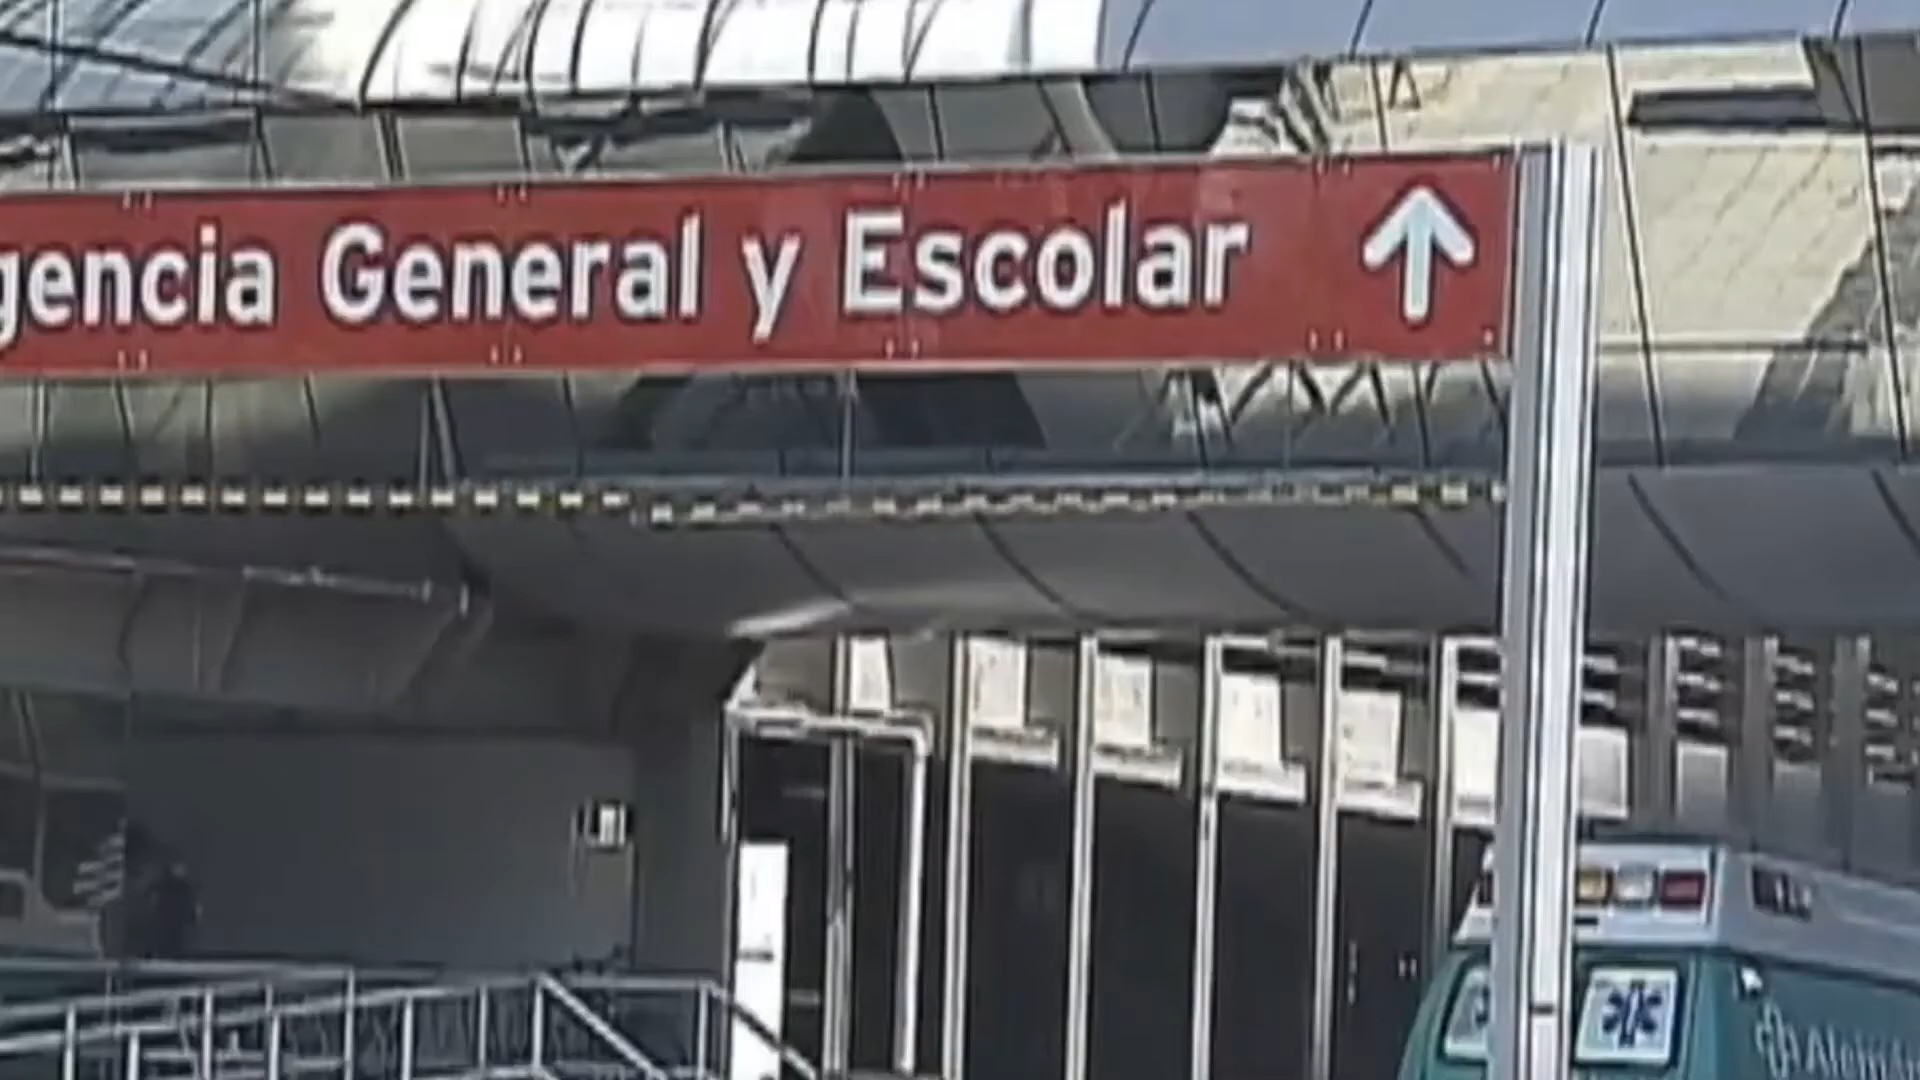 gencia General y Escolar ↑